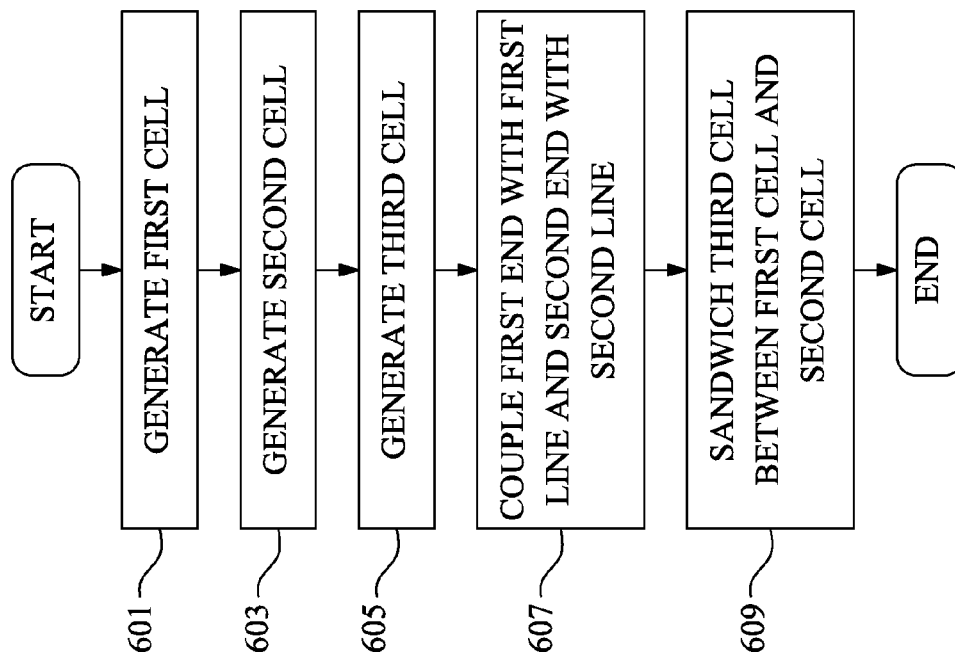 START
601
GENERATE FIRST CELL
603
GENERATE SECOND CELL
605
GENERATE THIRD CELL
607
COUPLE FIRST END WITH FIRST
LINE AND SECOND END WITH
SECOND LINE
609
SANDWICH THIRD CELL
BETWEEN FIRST CELL AND
SECOND CELL
END